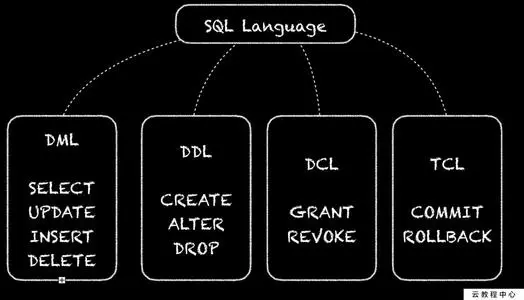 SQL Language
DML
SELECT
UPDATE
INSERT
DELETE
DDL
CREATE
ALTER
DROP
DCL
GRANT
REVOKE
TCL
COMMIT
ROLLBACK
云教程中心